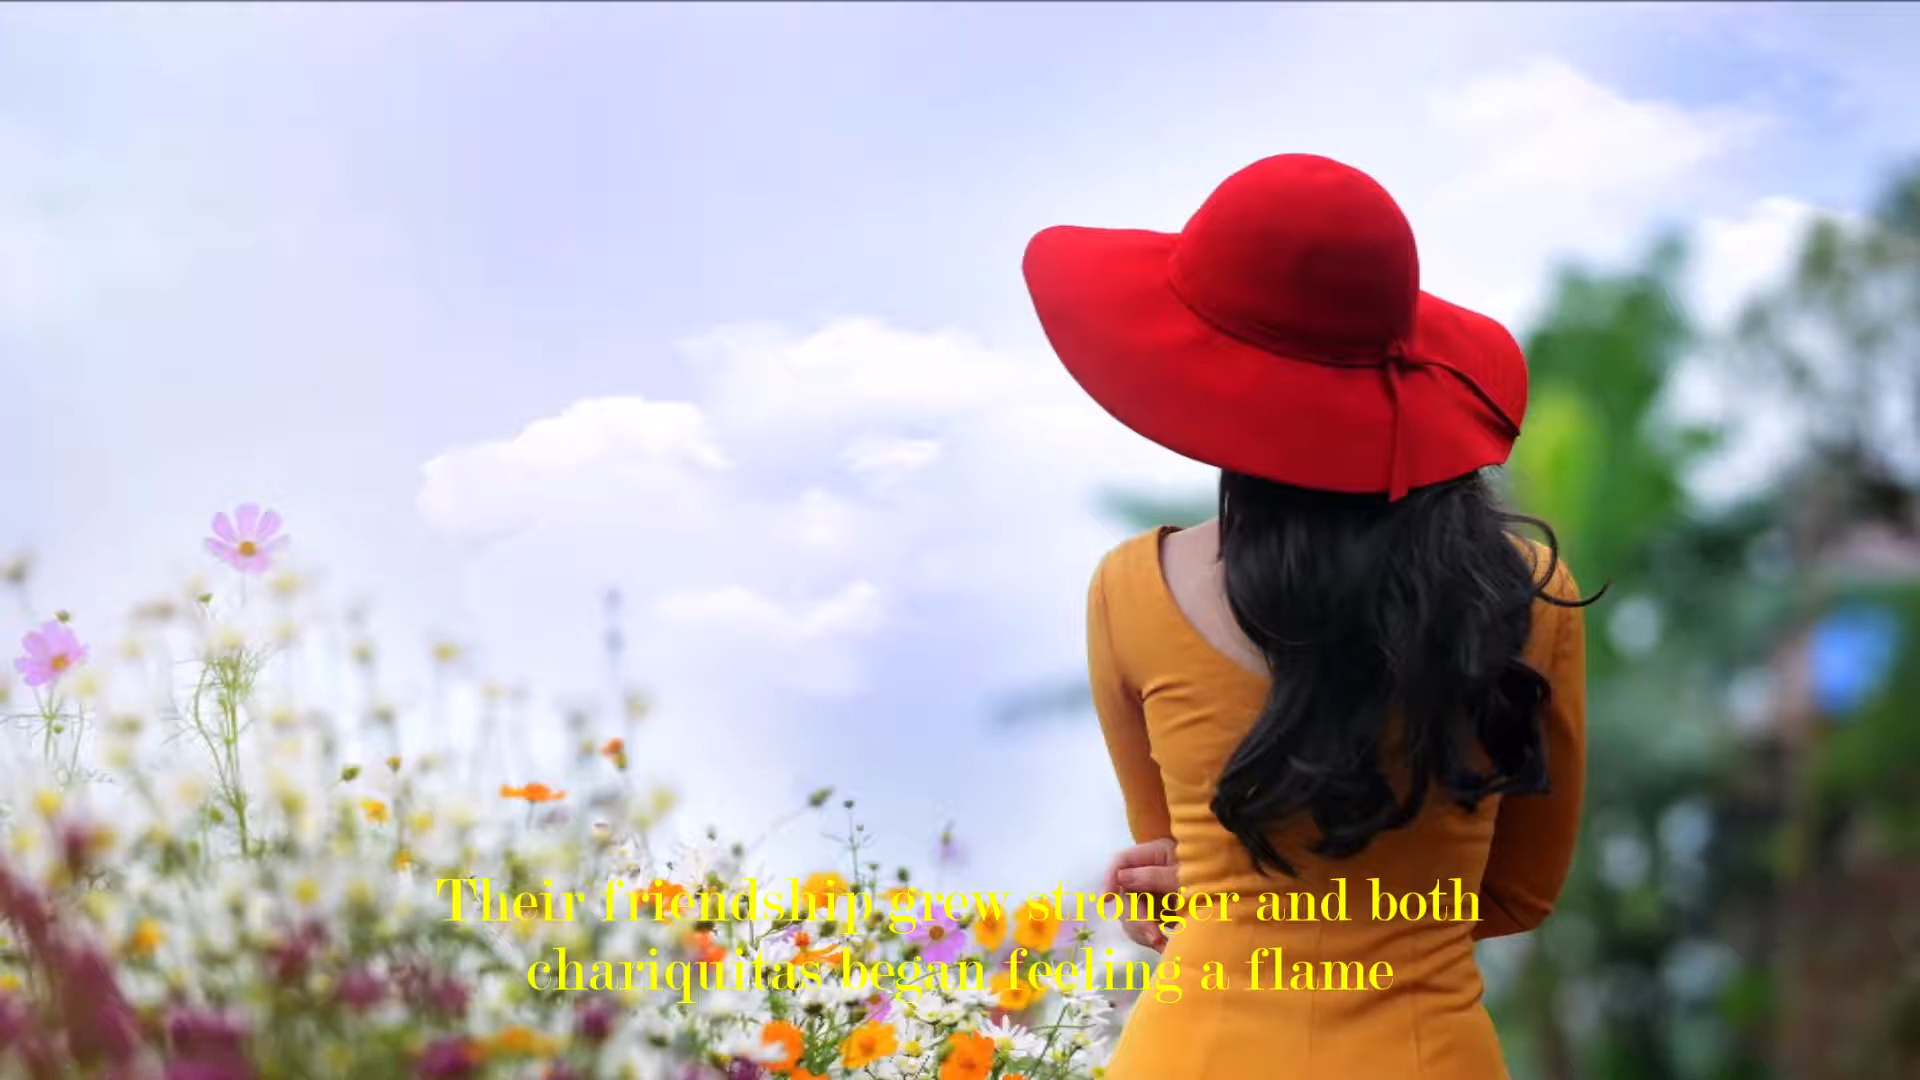 Their friendship grew stronger and both
chariquitas began feeling a flame